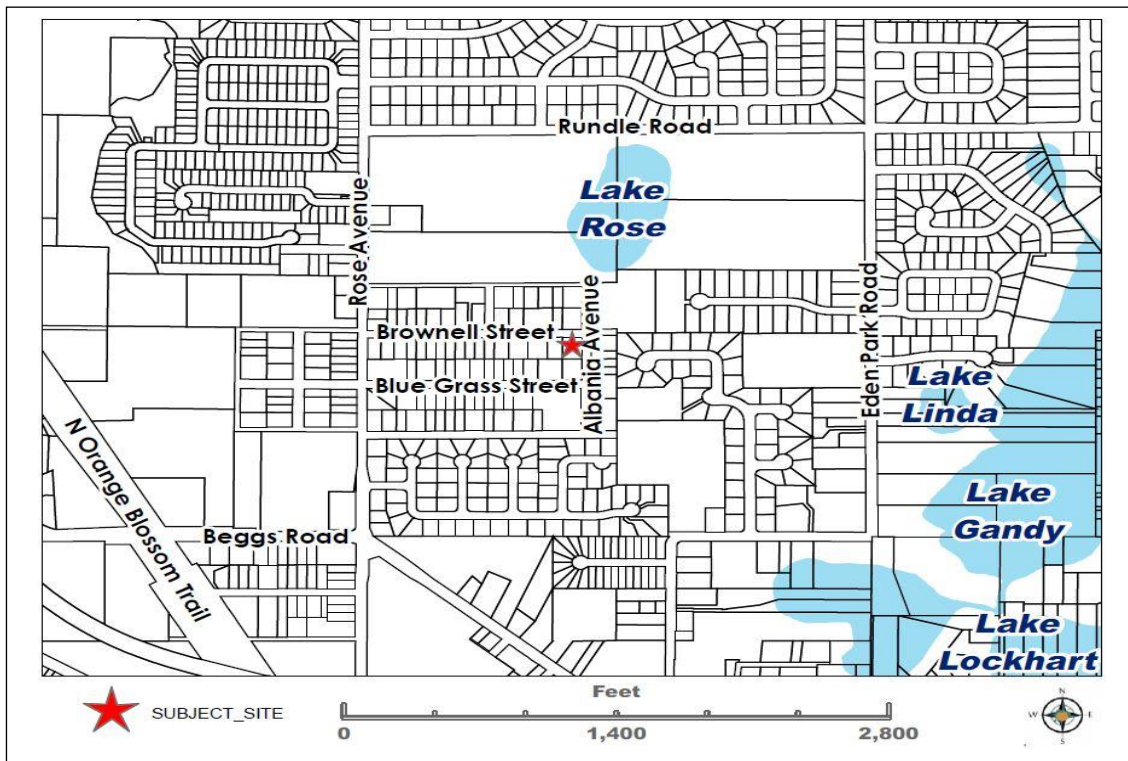 Rundle Road
Lake
Rose
Rose Avenue
Albania Avenue
Eden Park Road
Brownell Street
Blue Grass Street
Lake
Linda
N Orange Blossom Trail
Lake
Gandy
Beggs Road
Lake
Lockhart
SUBJECT_SITE
Feet
0 1,400 2,800
N
W E
S